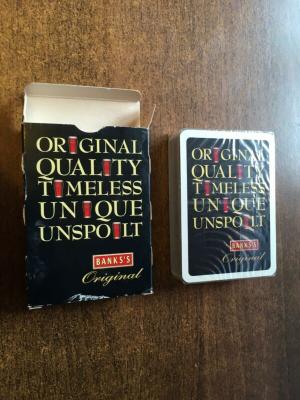 ORIGINAL
QUALITY
TIMELESS
UNIQUE
UNSPOILT
BANKS'S
Original
ORIGINAL
QUALITY
TIMELESS
UNIQUE
UNSPOILT
BANKS'S
Original